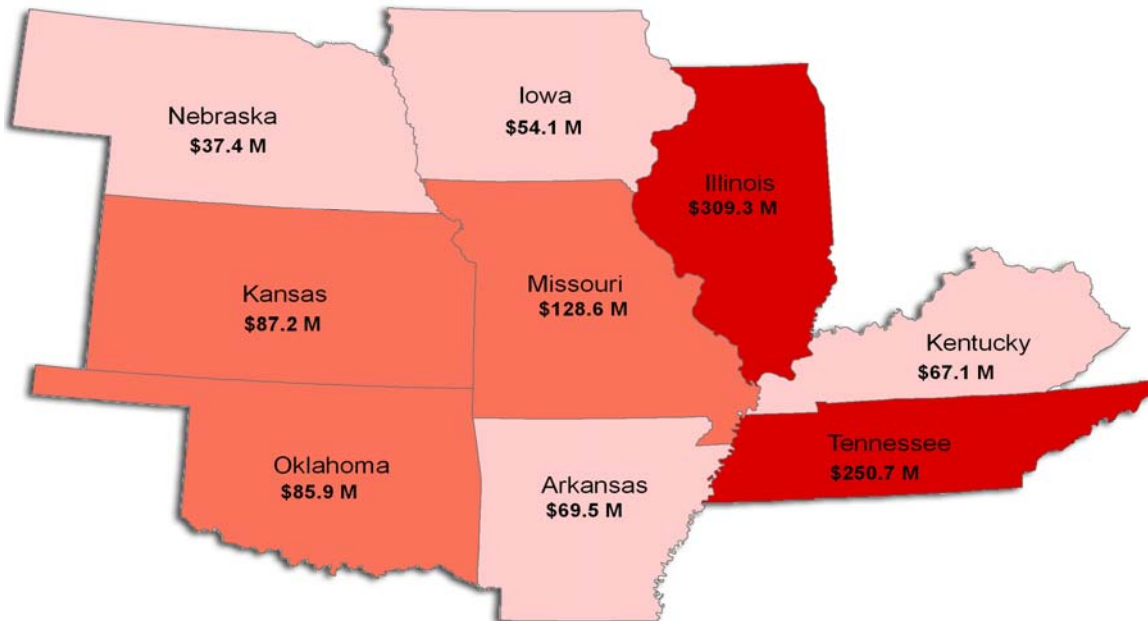 Nebraska
$37.4 M
Iowa
$54.1 M
Illinois
$309.3 M
Kansas
$87.2 M
Missouri
$128.6 M
Kentucky
$67.1 M
Oklahoma
$85.9 M
Arkansas
$69.5 M
Tennessee
$250.7 M